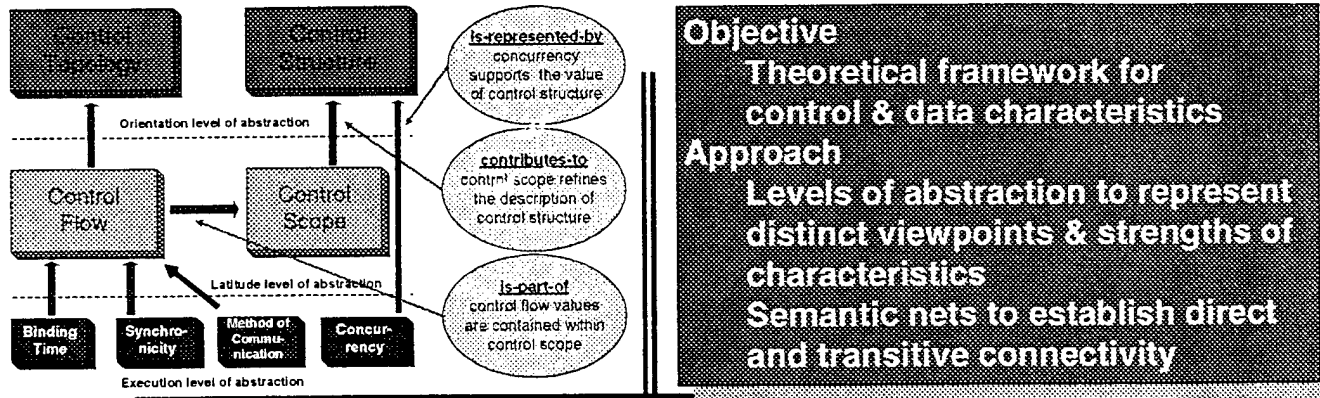 Control
Topology
Control
Structure
Orientation level of abstraction
Control
Flow
Control
Scope
Latitude level of abstraction
Binding
Time
Synchro-
nicity
Method of
Commu-
nication
Concur-
rency
Execution level of abstraction
is-represented-by
concurrency
supports the value
of control structure
contributes-to
control scope refines
the description of
control structure
is-part-of
control flow values
are contained within
control scope
Objective
Theoretical framework for
control & data characteristics
Approach
Levels of abstraction to represent
distinct viewpoints & strengths of
characteristics
Semantic nets to establish direct
and transitive connectivity